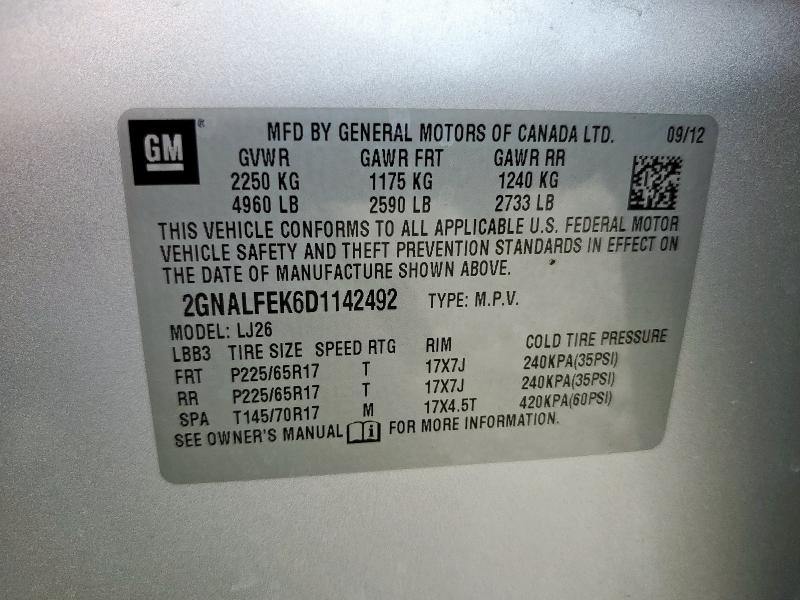 GM® MFD BY GENERAL MOTORS OF CANADA LTD. 09/12
GVWR GAWR FRT GAWR RR
2250 KG 1175 KG 1240 KG
4960 LB 2590 LB 2733 LB
THIS VEHICLE CONFORMS TO ALL APPLICABLE U.S. FEDERAL MOTOR
VEHICLE SAFETY AND THEFT PREVENTION STANDARDS IN EFFECT ON
THE DATE OF MANUFACTURE SHOWN ABOVE.
2GNALFEK6D1142492 TYPE: M.P.V.
MODEL: LJ26
LBB3 TIRE SIZE SPEED RTG RIM COLD TIRE PRESSURE
FRT P225/65R17 T 17X7J 240KPA(35PSI)
RR P225/65R17 T 17X7J 240KPA(35PSI)
SPA T145/70R17 M 17X4.5T 420KPA(60PSI)
SEE OWNER'S MANUAL i FOR MORE INFORMATION.